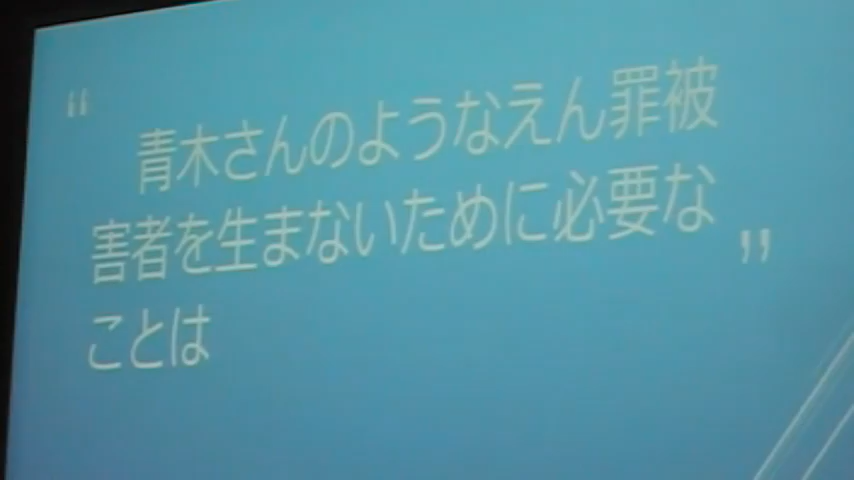 “
青木さんのようなえん罪被
害者を生まないために必要な
”
ことは